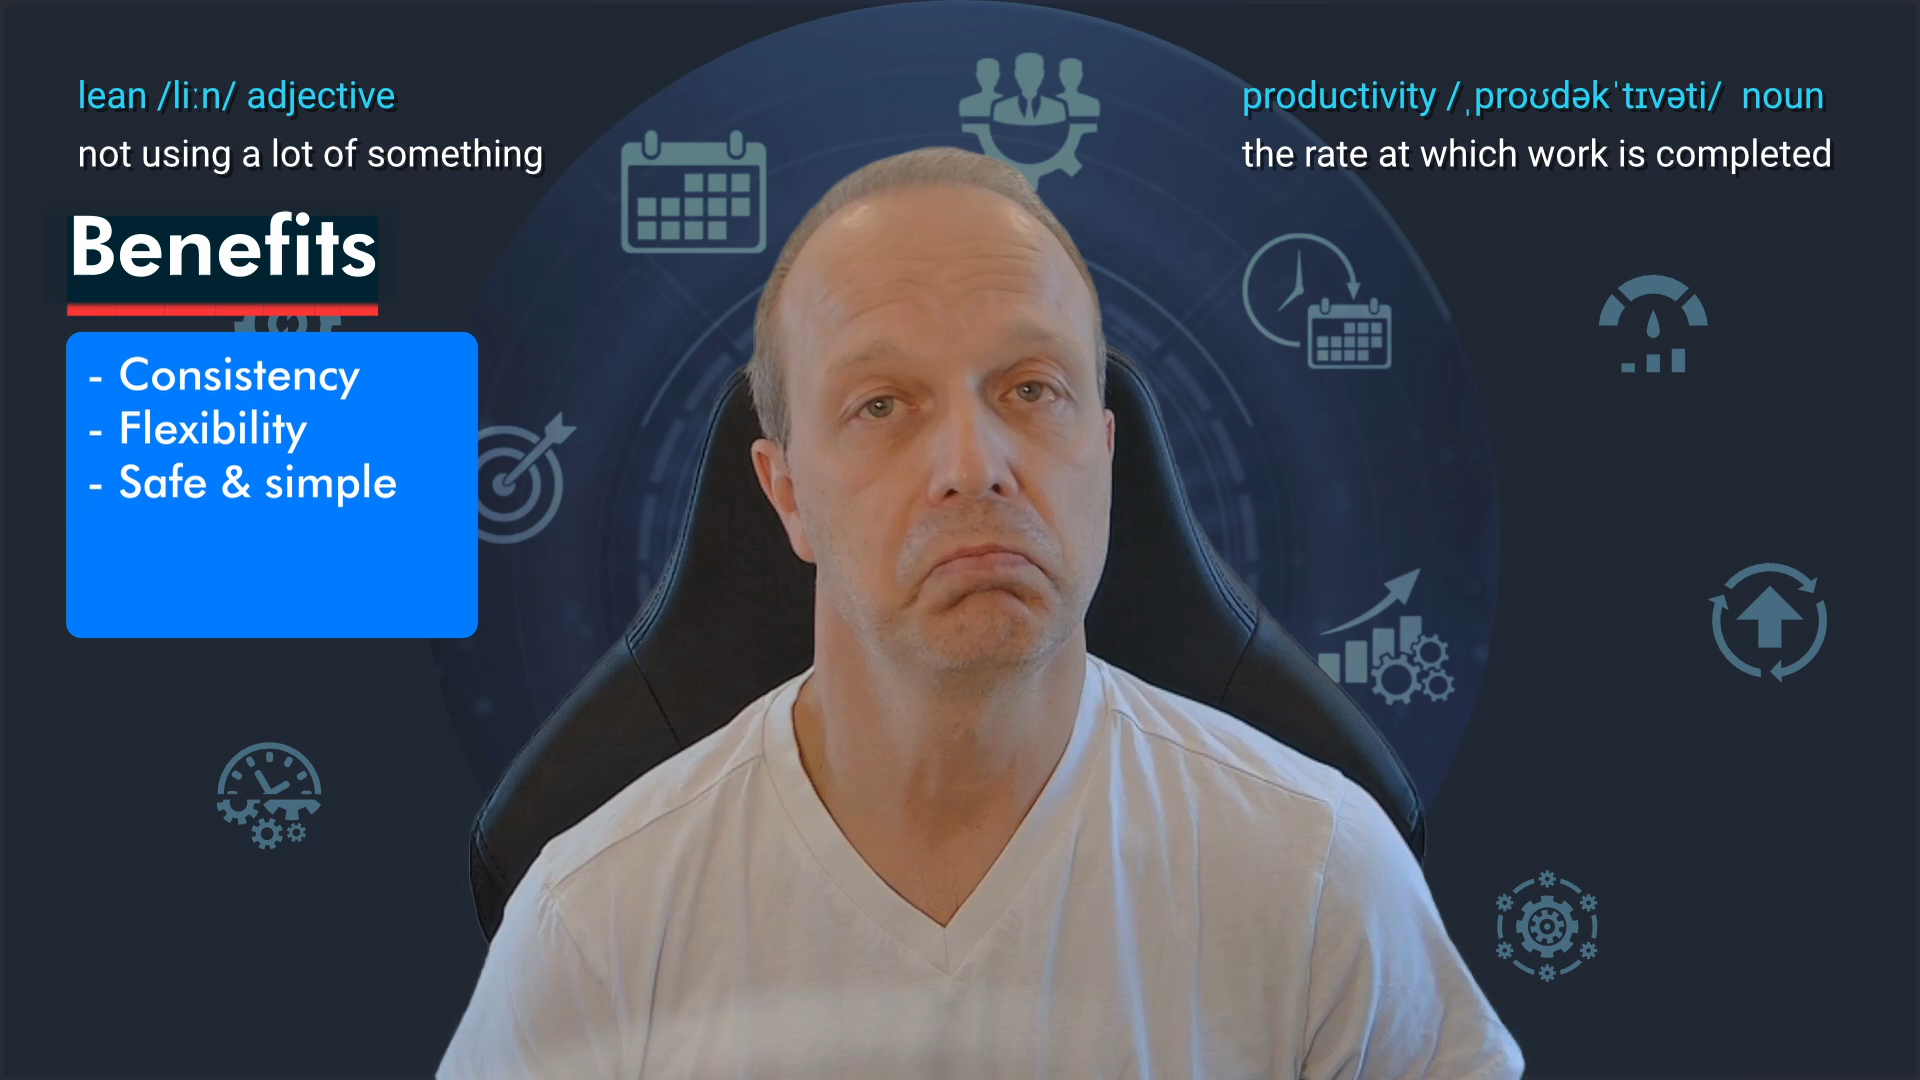 lean /liːn/ adjective
not using a lot of something
productivity /ˌproʊdəkˈtɪvəti/ noun
the rate at which work is completed
Benefits
- Consistency
- Flexibility
- Safe & simple